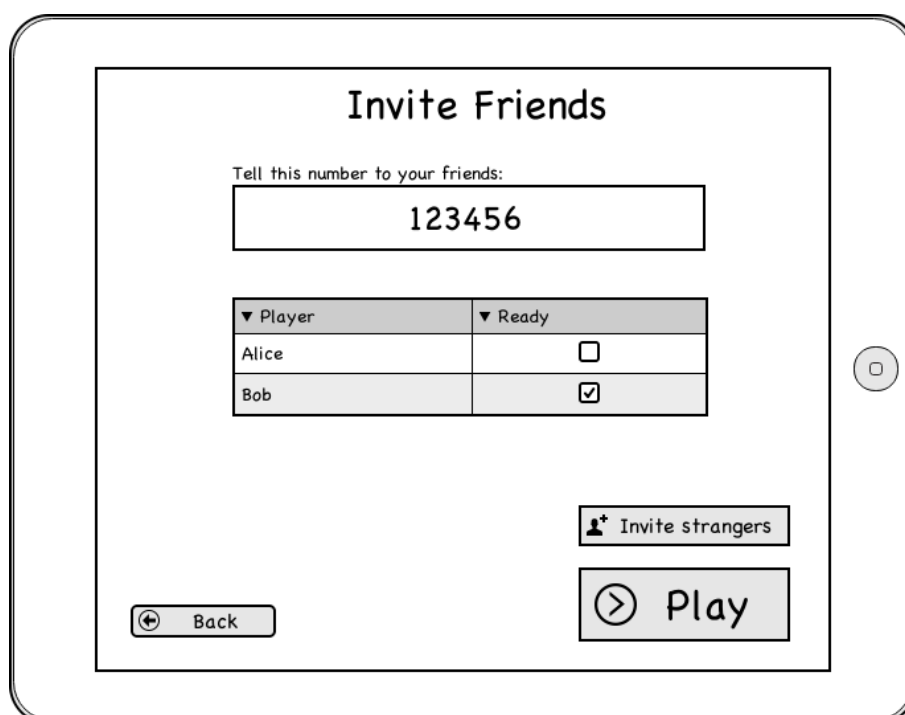 Invite Friends
Tell this number to your friends:
123456
Player Ready
Alice
Bob
Invite strangers
Play
Back